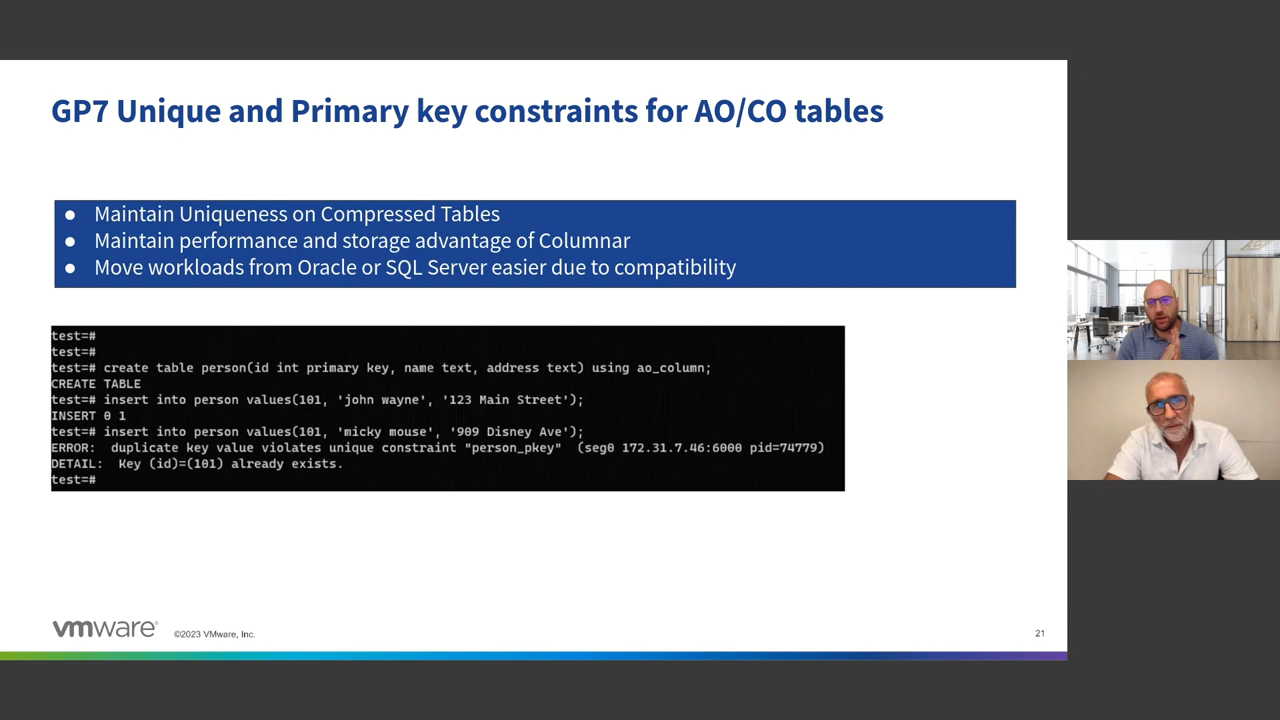 GP7 Unique and Primary key constraints for AO/CO tables
● Maintain Uniqueness on Compressed Tables
● Maintain performance and storage advantage of Columnar
● Move workloads from Oracle or SQL Server easier due to compatibility
test=#
test=#
test=# create table person(id int primary key, name text, address text) using ao_column;
CREATE TABLE
test=# insert into person values(101, 'john wayne', '123 Main Street');
INSERT 0 1
test=# insert into person values(101, 'micky mouse', '909 Disney Ave');
ERROR:  duplicate key value violates unique constraint "person_pkey"  (seg0 172.31.7.46:6000 pid=74779)
DETAIL:  Key (id)=(101) already exists.
test=#
vmware® ©2023 VMware, Inc. 21